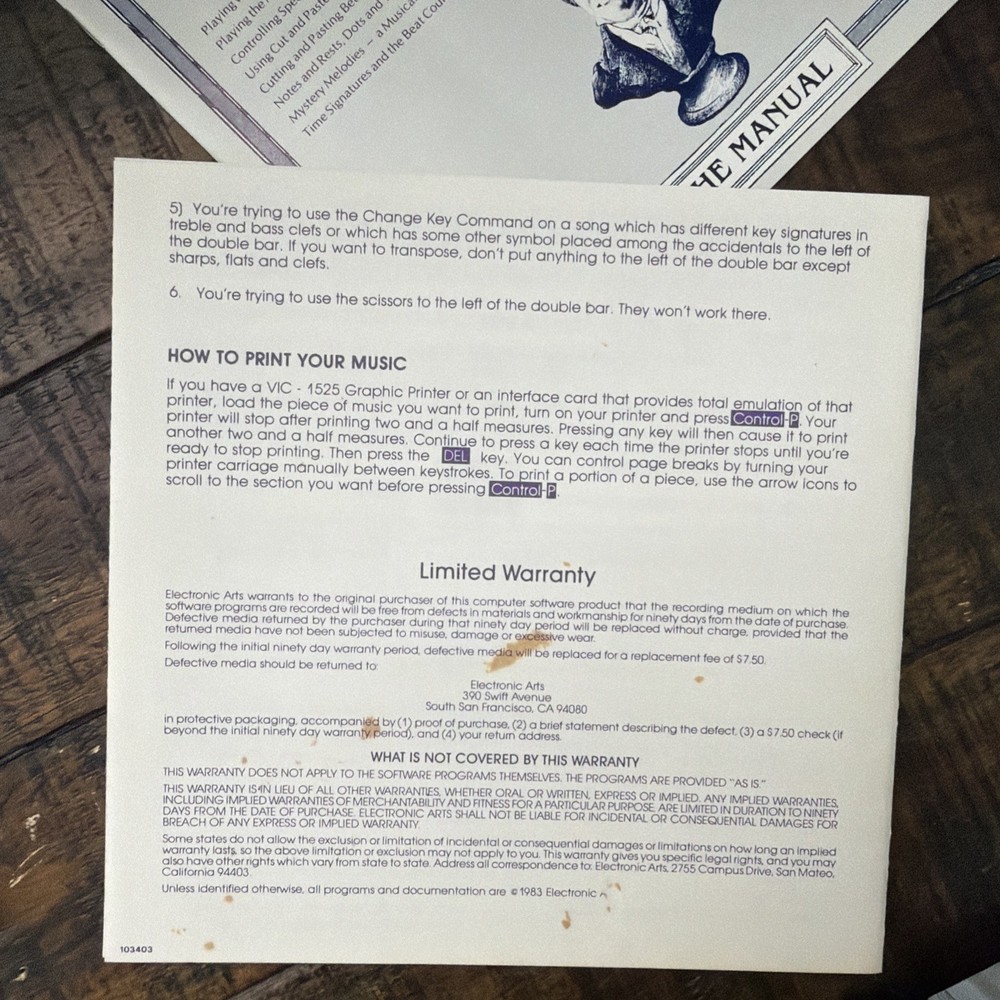 Playing
Playing the
Controlling Spe
Using Cut and Paste
Cutting and Pasting Be
Notes and Rests, Dots and
Mystery Melodies – a Musica
Time Signatures and the Beat Cou
HE MANUAL
5) You're trying to use the Change Key Command on a song which has different key signatures in
treble and bass clefs or which has some other symbol placed among the accidentals to the left of
the double bar. If you want to transpose, don't put anything to the left of the double bar except
sharps, flats and clefs.
6. You're trying to use the scissors to the left of the double bar. They won't work there.
HOW TO PRINT YOUR MUSIC
If you have a VIC - 1525 Graphic Printer or an interface card that provides total emulation of that
printer, load the piece of music you want to print, turn on your printer and press Control-P. Your
printer will stop after printing two and a half measures. Pressing any key will then cause it to print
another two and a half measures. Continue to press a key each time the printer stops until you're
ready to stop printing. Then press the DEL key. You can control page breaks by turning your
printer carriage manually between keystrokes. To print a portion of a piece, use the arrow icons to
scroll to the section you want before pressing Control-P.
Limited Warranty
Electronic Arts warrants to the original purchaser of this computer software product that the recording medium on which the
software programs are recorded will be free from defects in materials and workmanship for ninety days from the date of purchase.
Defective media returned by the purchaser during that ninety day period will be replaced without charge, provided that the
returned media have not been subjected to misuse, damage or excessive wear.
Following the initial ninety day warranty period, defective media will be replaced for a replacement fee of $7.50.
Defective media should be returned to:
Electronic Arts
390 Swift Avenue
South San Francisco, CA 94080
in protective packaging, accompanied by (1) proof of purchase, (2) a brief statement describing the defect, (3) a $7.50 check (if
beyond the initial ninety day warranty period), and (4) your return address.
WHAT IS NOT COVERED BY THIS WARRANTY
THIS WARRANTY DOES NOT APPLY TO THE SOFTWARE PROGRAMS THEMSELVES. THE PROGRAMS ARE PROVIDED "AS IS."
THIS WARRANTY IS IN LIEU OF ALL OTHER WARRANTIES, WHETHER ORAL OR WRITTEN, EXPRESS OR IMPLIED. ANY IMPLIED WARRANTIES,
INCLUDING IMPLIED WARRANTIES OF MERCHANTABILITY AND FITNESS FOR A PARTICULAR PURPOSE, ARE LIMITED IN DURATION TO NINETY
DAYS FROM THE DATE OF PURCHASE. ELECTRONIC ARTS SHALL NOT BE LIABLE FOR INCIDENTAL OR CONSEQUENTIAL DAMAGES FOR
BREACH OF ANY EXPRESS OR IMPLIED WARRANTY.
Some states do not allow the exclusion or limitation of incidental or consequential damages or limitations on how long an implied
warranty lasts, so the above limitation or exclusion may not apply to you. This warranty gives you specific legal rights, and you may
also have other rights which vary from state to state. Address all correspondence to: Electronic Arts, 2755 Campus Drive, San Mateo,
California 94403.
Unless identified otherwise, all programs and documentation are © 1983 Electronic
103403